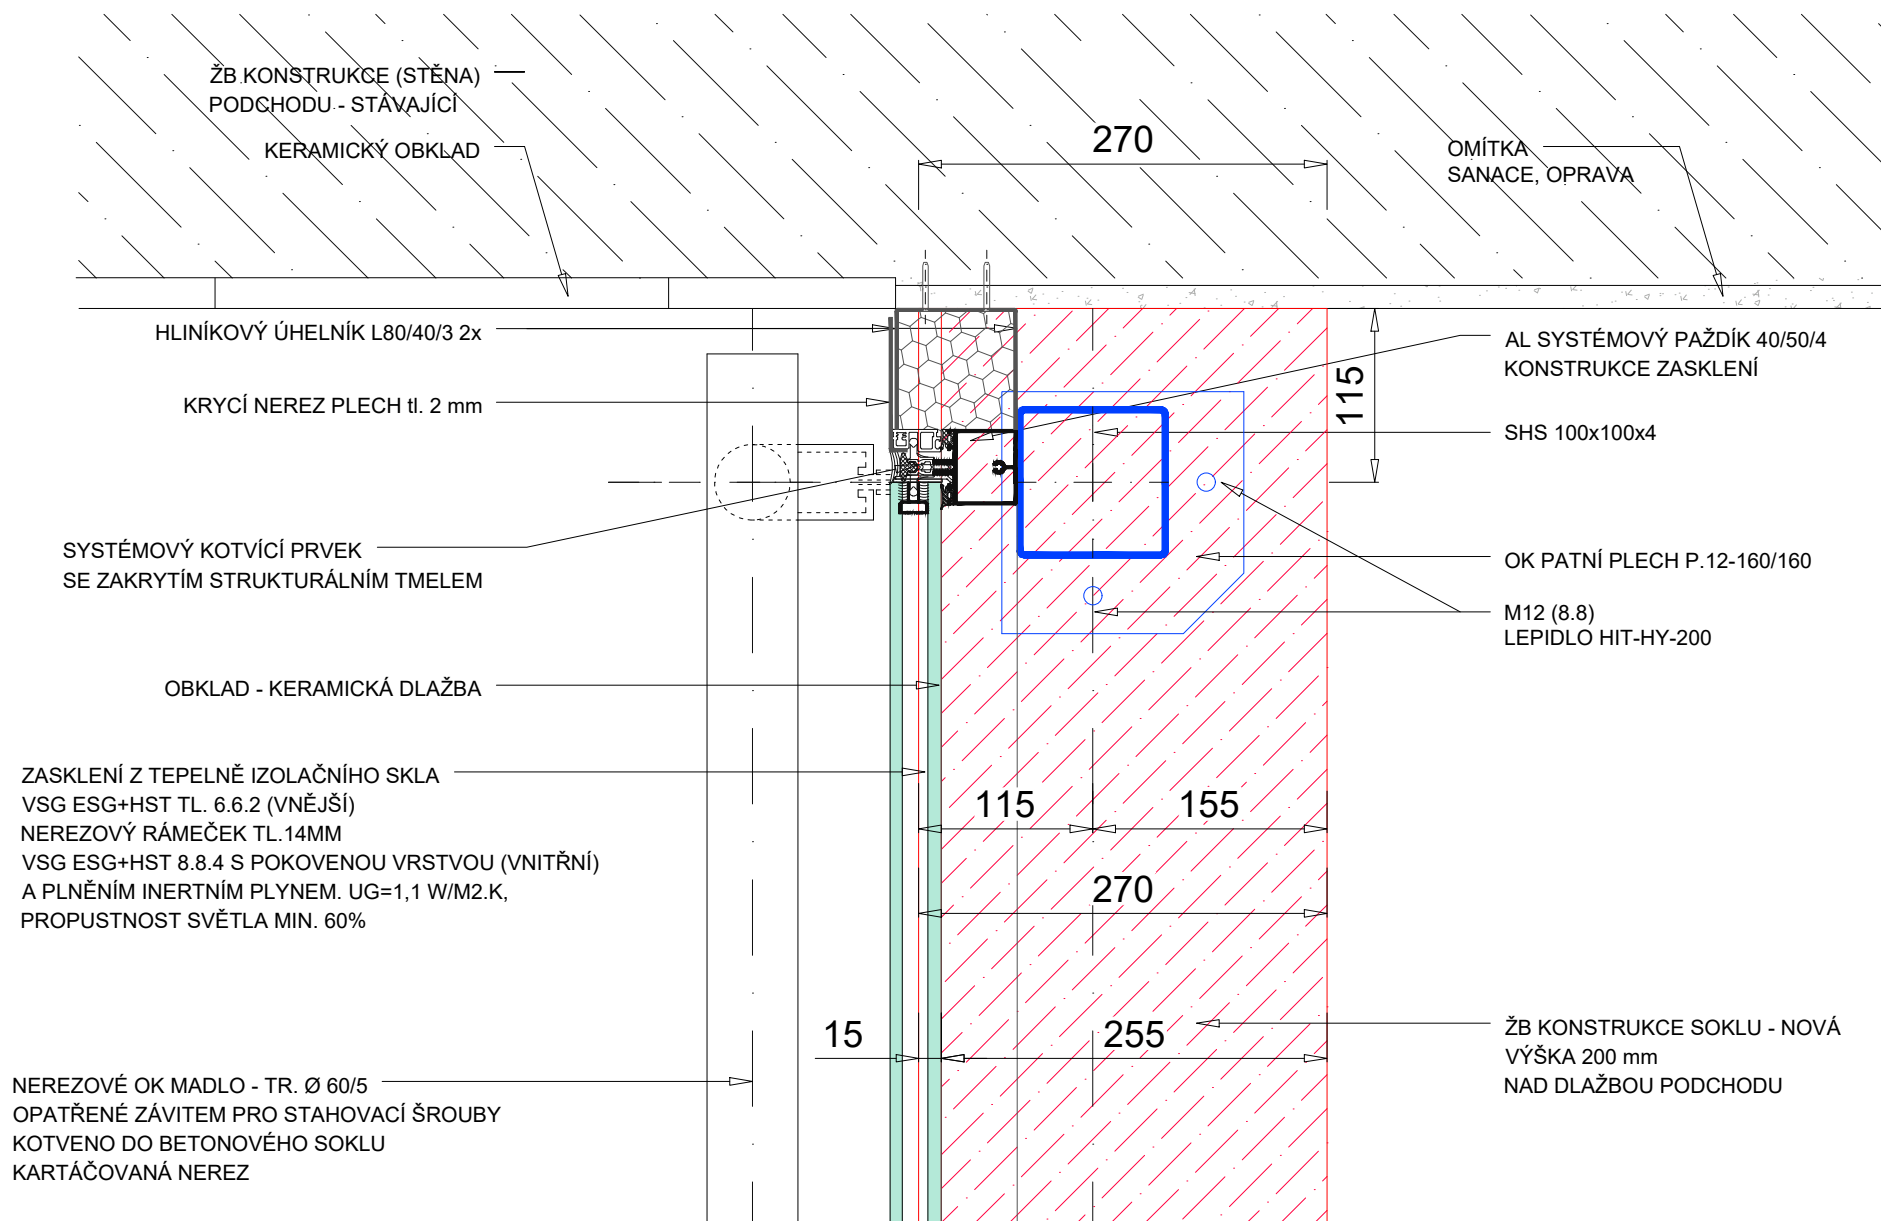 ŽB KONSTRUKCE (STĚNA)
PODCHODU - STÁVAJÍCÍ
KERAMICKÝ OBKLAD
270
OMÍTKA
SANACE, OPRAVA
HLINÍKOVÝ ÚHELNÍK L80/40/3 2x
KRYCÍ NEREZ PLECH tl. 2 mm
AL SYSTÉMOVÝ PAŽDÍK 40/50/4
KONSTRUKCE ZASKLENÍ
115
SHS 100x100x4
SYSTÉMOVÝ KOTVÍCÍ PRVEK
SE ZAKRYTÍM STRUKTURÁLNÍM TMELEM
OK PATNÍ PLECH P.12-160/160
M12 (8.8)
LEPIDLO HIT-HY-200
OBKLAD - KERAMICKÁ DLAŽBA
ZASKLENÍ Z TEPELNĚ IZOLAČNÍHO SKLA
VSG ESG+HST TL. 6.6.2 (VNĚJŠÍ)
NEREZOVÝ RÁMEČEK TL.14MM
VSG ESG+HST 8.8.4 S POKOVENOU VRSTVOU (VNITŘNÍ)
A PLNĚNÍM INERTNÍM PLYNEM. UG=1,1 W/M2.K,
PROPUSTNOST SVĚTLA MIN. 60%
115
155
270
15
255
ŽB KONSTRUKCE SOKLU - NOVÁ
VÝŠKA 200 mm
NAD DLAŽBOU PODCHODU
NEREZOVÉ OK MADLO - TR. Ø 60/5
OPATŘENÉ ZÁVITEM PRO STAHOVACÍ ŠROUBY
KOTVENO DO BETONOVÉHO SOKLU
KARTÁČOVANÁ NEREZ